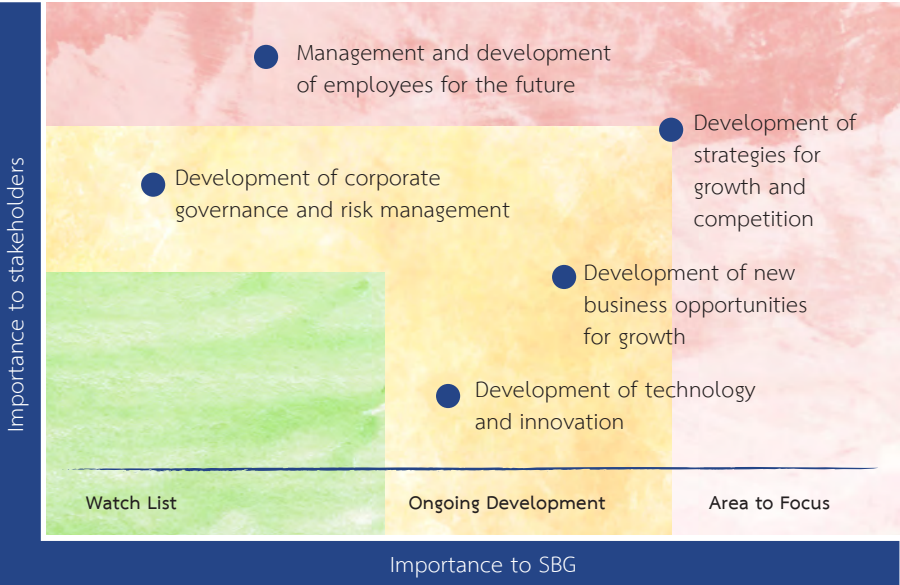 Importance to stakeholders
Management and development
of employees for the future
Development of
strategies for
growth and
competition
Development of corporate
governance and risk management
Development of new
business opportunities
for growth
Development of technology
and innovation
Watch List
Ongoing Development
Area to Focus
Importance to SBG